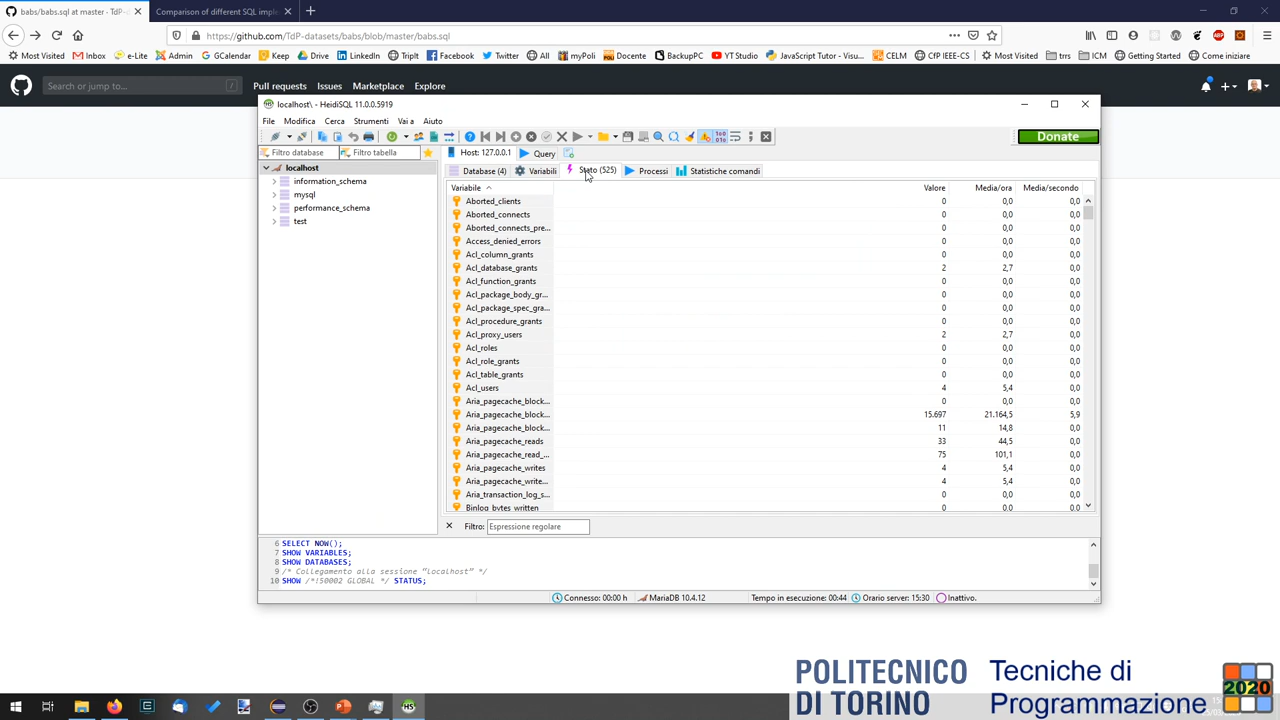 babs/babs.sql at master · TdP-d
Comparison of different SQL imple
https://github.com/TdP-datasets/babs/blob/master/babs.sql
Most Visited
Inbox
e-Lite
Admin
GCalendar
Keep
Drive
LinkedIn
TripIt
Facebook
Twitter
All
myPoli
Docente
BackupPC
YT Studio
JavaScript Tutorial - Visu...
CELM
CfP IEEE-CS
Most Visited
trrs
ICM
Getting Started
Come iniziare
Search or jump to...
/
Pull requests
Issues
Marketplace
Explore
localhost\ - HeidiSQL 11.0.0.5919
File
Modifica
Cerca
Strumenti
Vai a
Aiuto
Donate
Filtro database
Filtro tabella
Host: 127.0.0.1
Query
localhost
information_schema
mysql
performance_schema
test
Database (4)
Variabili
Stato (525)
Processi
Statistiche comandi
Variabile Valore Media/ora Media/secondo
Aborted_clients 0 0,0 0,0
Aborted_connects 0 0,0 0,0
Aborted_connects_pre... 0 0,0 0,0
Access_denied_errors 0 0,0 0,0
Acl_column_grants 0 0,0 0,0
Acl_database_grants 2 2,7 0,0
Acl_function_grants 0 0,0 0,0
Acl_package_body_gr... 0 0,0 0,0
Acl_package_spec_gra... 0 0,0 0,0
Acl_procedure_grants 0 0,0 0,0
Acl_proxy_users 2 2,7 0,0
Acl_roles 0 0,0 0,0
Acl_role_grants 0 0,0 0,0
Acl_table_grants 0 0,0 0,0
Acl_users 4 5,4 0,0
Aria_pagecache_block... 0 0,0 0,0
Aria_pagecache_block... 15.697 21.164,5 5,9
Aria_pagecache_block... 11 14,8 0,0
Aria_pagecache_reads 33 44,5 0,0
Aria_pagecache_read_... 75 101,1 0,0
Aria_pagecache_writes 4 5,4 0,0
Aria_pagecache_write... 4 5,4 0,0
Aria_transaction_log_s... 0 0,0 0,0
Binlog_bytes_written 0 0,0 0,0
Filtro: Espressione regolare
6 SELECT NOW();
7 SHOW VARIABLES;
8 SHOW DATABASES;
9 /* Collegamento alla sessione "localhost" */
10 SHOW /*!50002 GLOBAL */ STATUS;
Connesso: 00:00 h
MariaDB 10.4.12
Tempo in esecuzione: 00:44
Orario server: 15:30
Inattivo.
POLITECNICO
DI TORINO
Tecniche di
Programmazione
2020